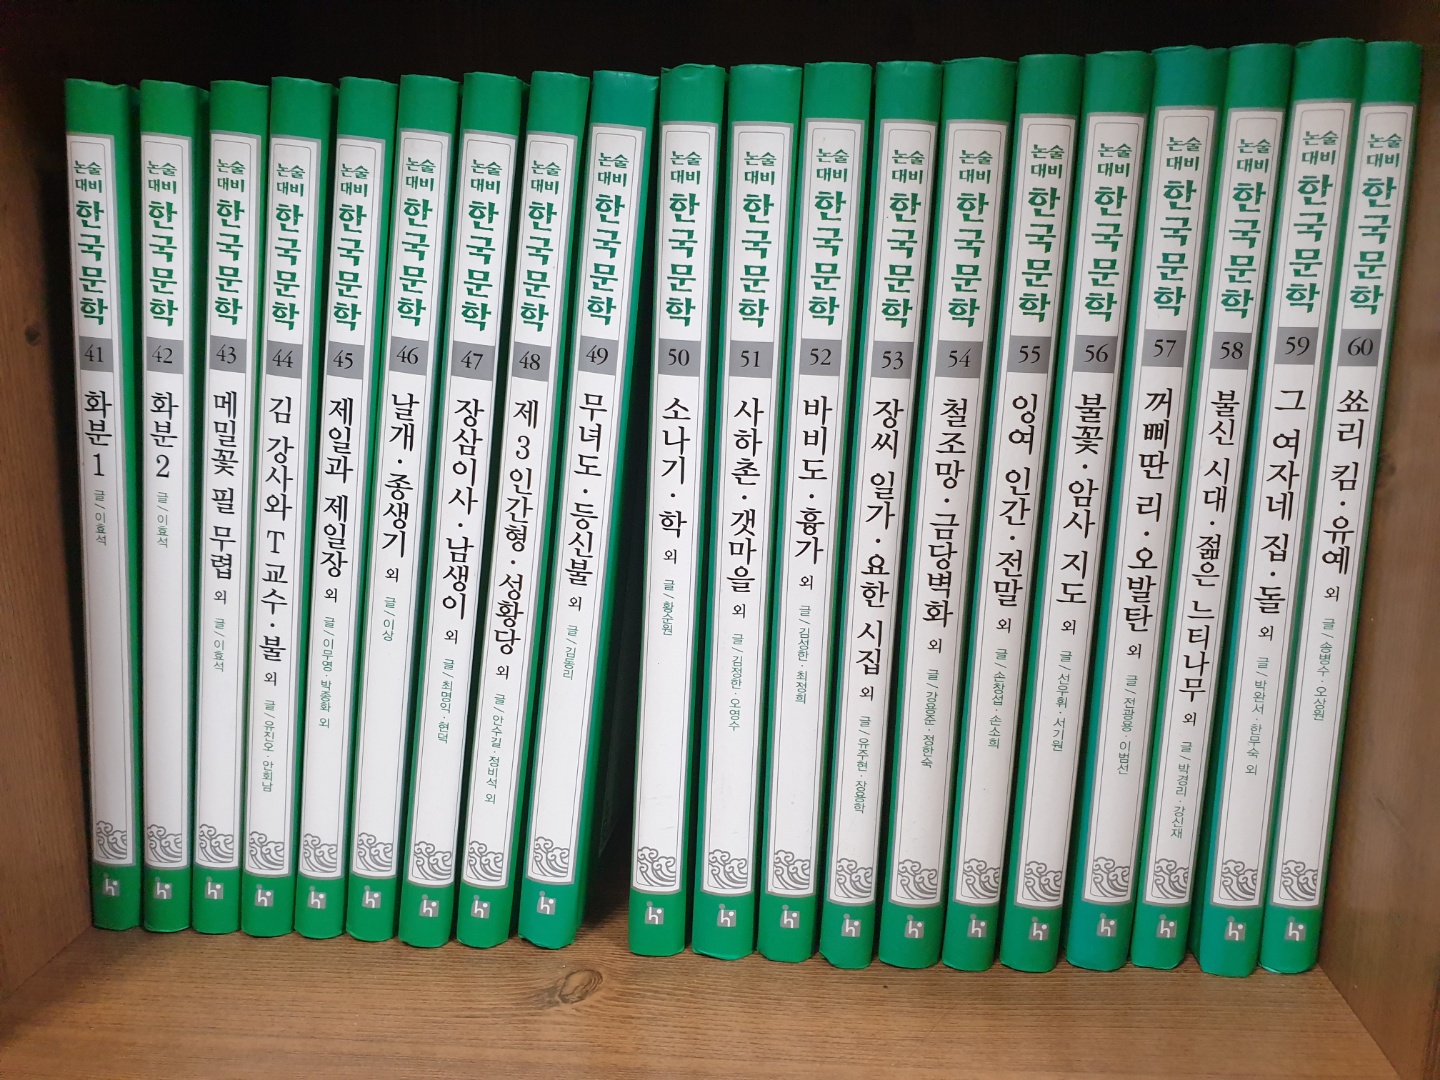 논술대비 한국문학 41 화분 1 글/이효석
논술대비 한국문학 42 화분 2 글/이효석
논술대비 한국문학 43 메밀꽃 필 무렵 외 글/이효석
논술대비 한국문학 44 김 강사와 T 교수·불 외 글/유진오·안회남
논술대비 한국문학 45 제일과 제일장 외 글/이무영·박종화 외
논술대비 한국문학 46 날개·종생기 외 글/이상
논술대비 한국문학 47 장삼이사·남생이 외 글/최명익·현덕
논술대비 한국문학 48 제 3 인간형·성황당 외 글/안수길·정비석 외
논술대비 한국문학 49 무녀도·등신불 외 글/김동리
논술대비 한국문학 50 소나기·학 외 글/황순원
논술대비 한국문학 51 사하촌·갯마을 외 글/김정한·오영수
논술대비 한국문학 52 바비도·흉가 외 글/김성한·최정희
논술대비 한국문학 53 장씨 일가·요한 시집 외 글/유주현·장용학
논술대비 한국문학 54 철조망·금당벽화 외 글/강용준·정한숙
논술대비 한국문학 55 잉여 인간·전말 외 글/손창섭·손소희
논술대비 한국문학 56 불꽃·암사 지도 외 글/선우휘·서기원
논술대비 한국문학 57 꺼삐딴 리·오발탄 외 글/전광용·이범선
논술대비 한국문학 58 불신 시대·젊은 느티나무 외 글/박경리·강신재
논술대비 한국문학 59 그 여자네 집·돌 외 글/박완서·한무숙 외
논술대비 한국문학 60 쑈리 킴·유예 외 글/송병수·오상원